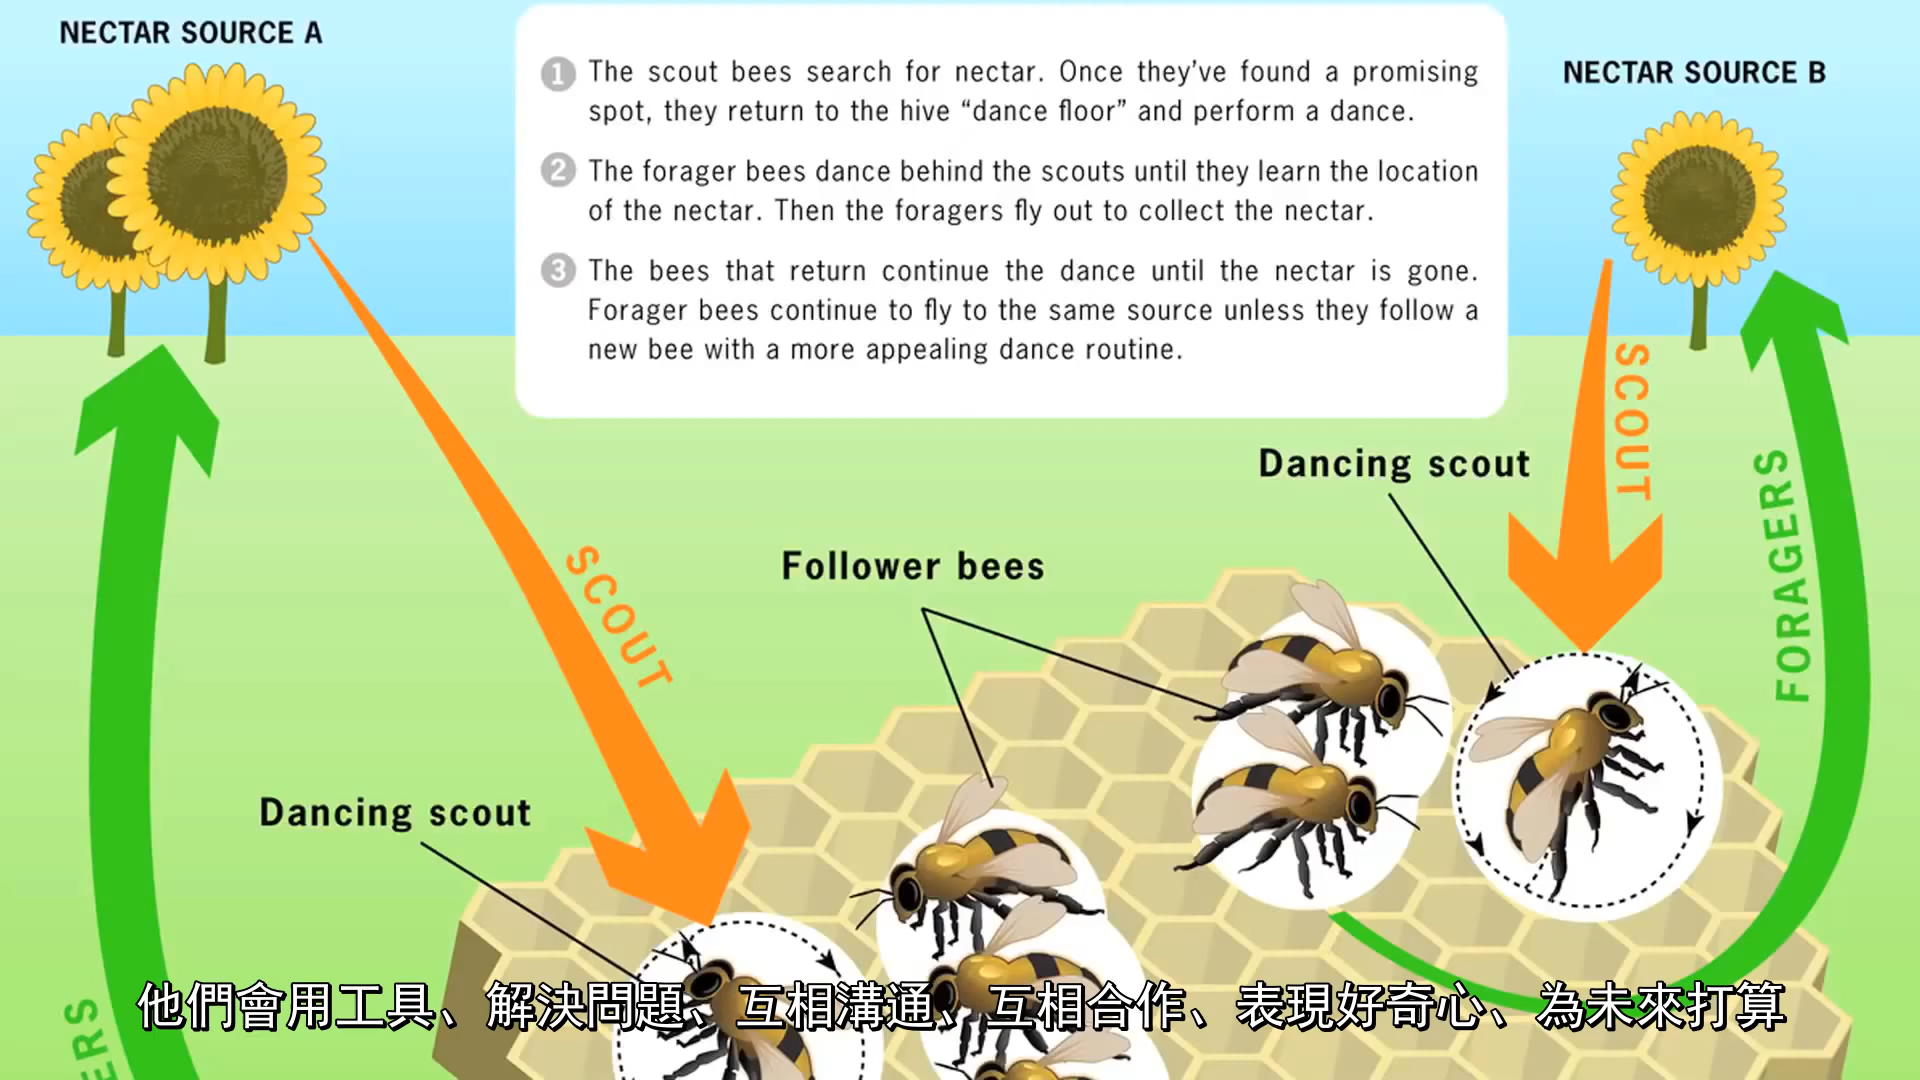 NECTAR SOURCE A
1 The scout bees search for nectar. Once they've found a promising
spot, they return to the hive “dance floor” and perform a dance.
2 The forager bees dance behind the scouts until they learn the location
of the nectar. Then the foragers fly out to collect the nectar.
3 The bees that return continue the dance until the nectar is gone.
Forager bees continue to fly to the same source unless they follow a
new bee with a more appealing dance routine.
NECTAR SOURCE B
SCOUT
FORAGERS
Dancing scout
Follower bees
SCOUT
Dancing scout
他們會用工具、解決問題、互相溝通、互相合作、表現好奇心、為未來打算